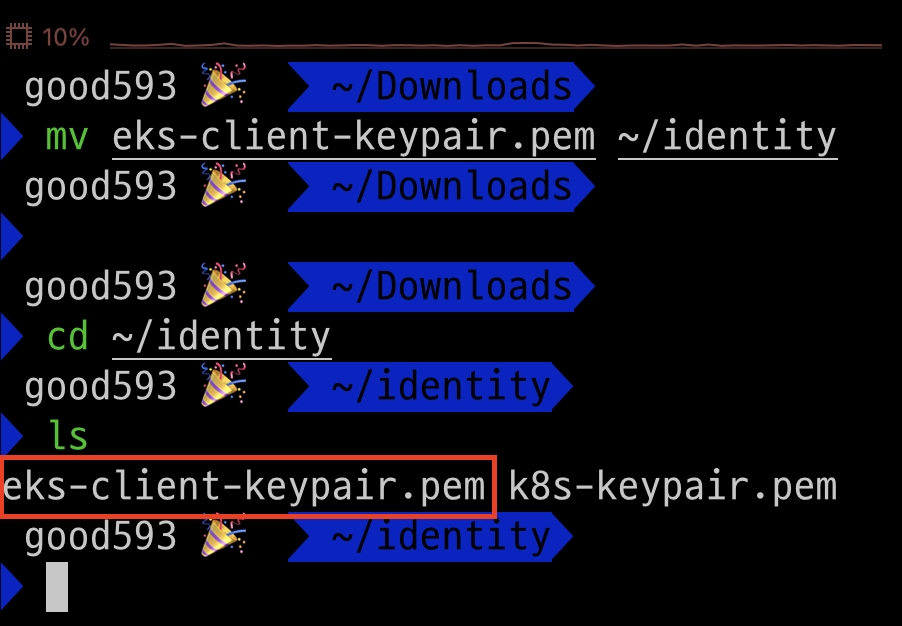 10%
good593 🎉 ~/Downloads
mv eks-client-keypair.pem ~/identity
good593 🎉 ~/Downloads
good593 🎉 ~/Downloads
cd ~/identity
good593 🎉 ~/identity
ls
eks-client-keypair.pem k8s-keypair.pem
good593 🎉 ~/identity